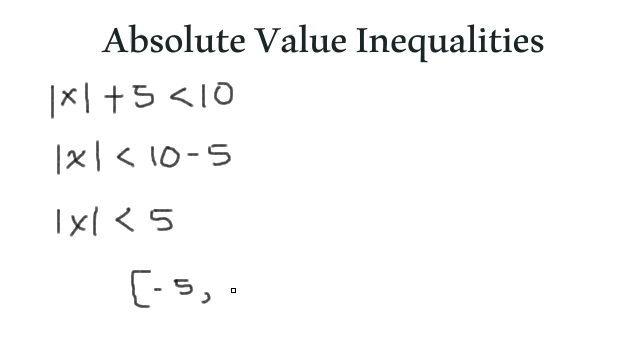 Absolute Value Inequalities
|x| + 5 < 10
|x| < 10 - 5
|x| < 5
[-5,